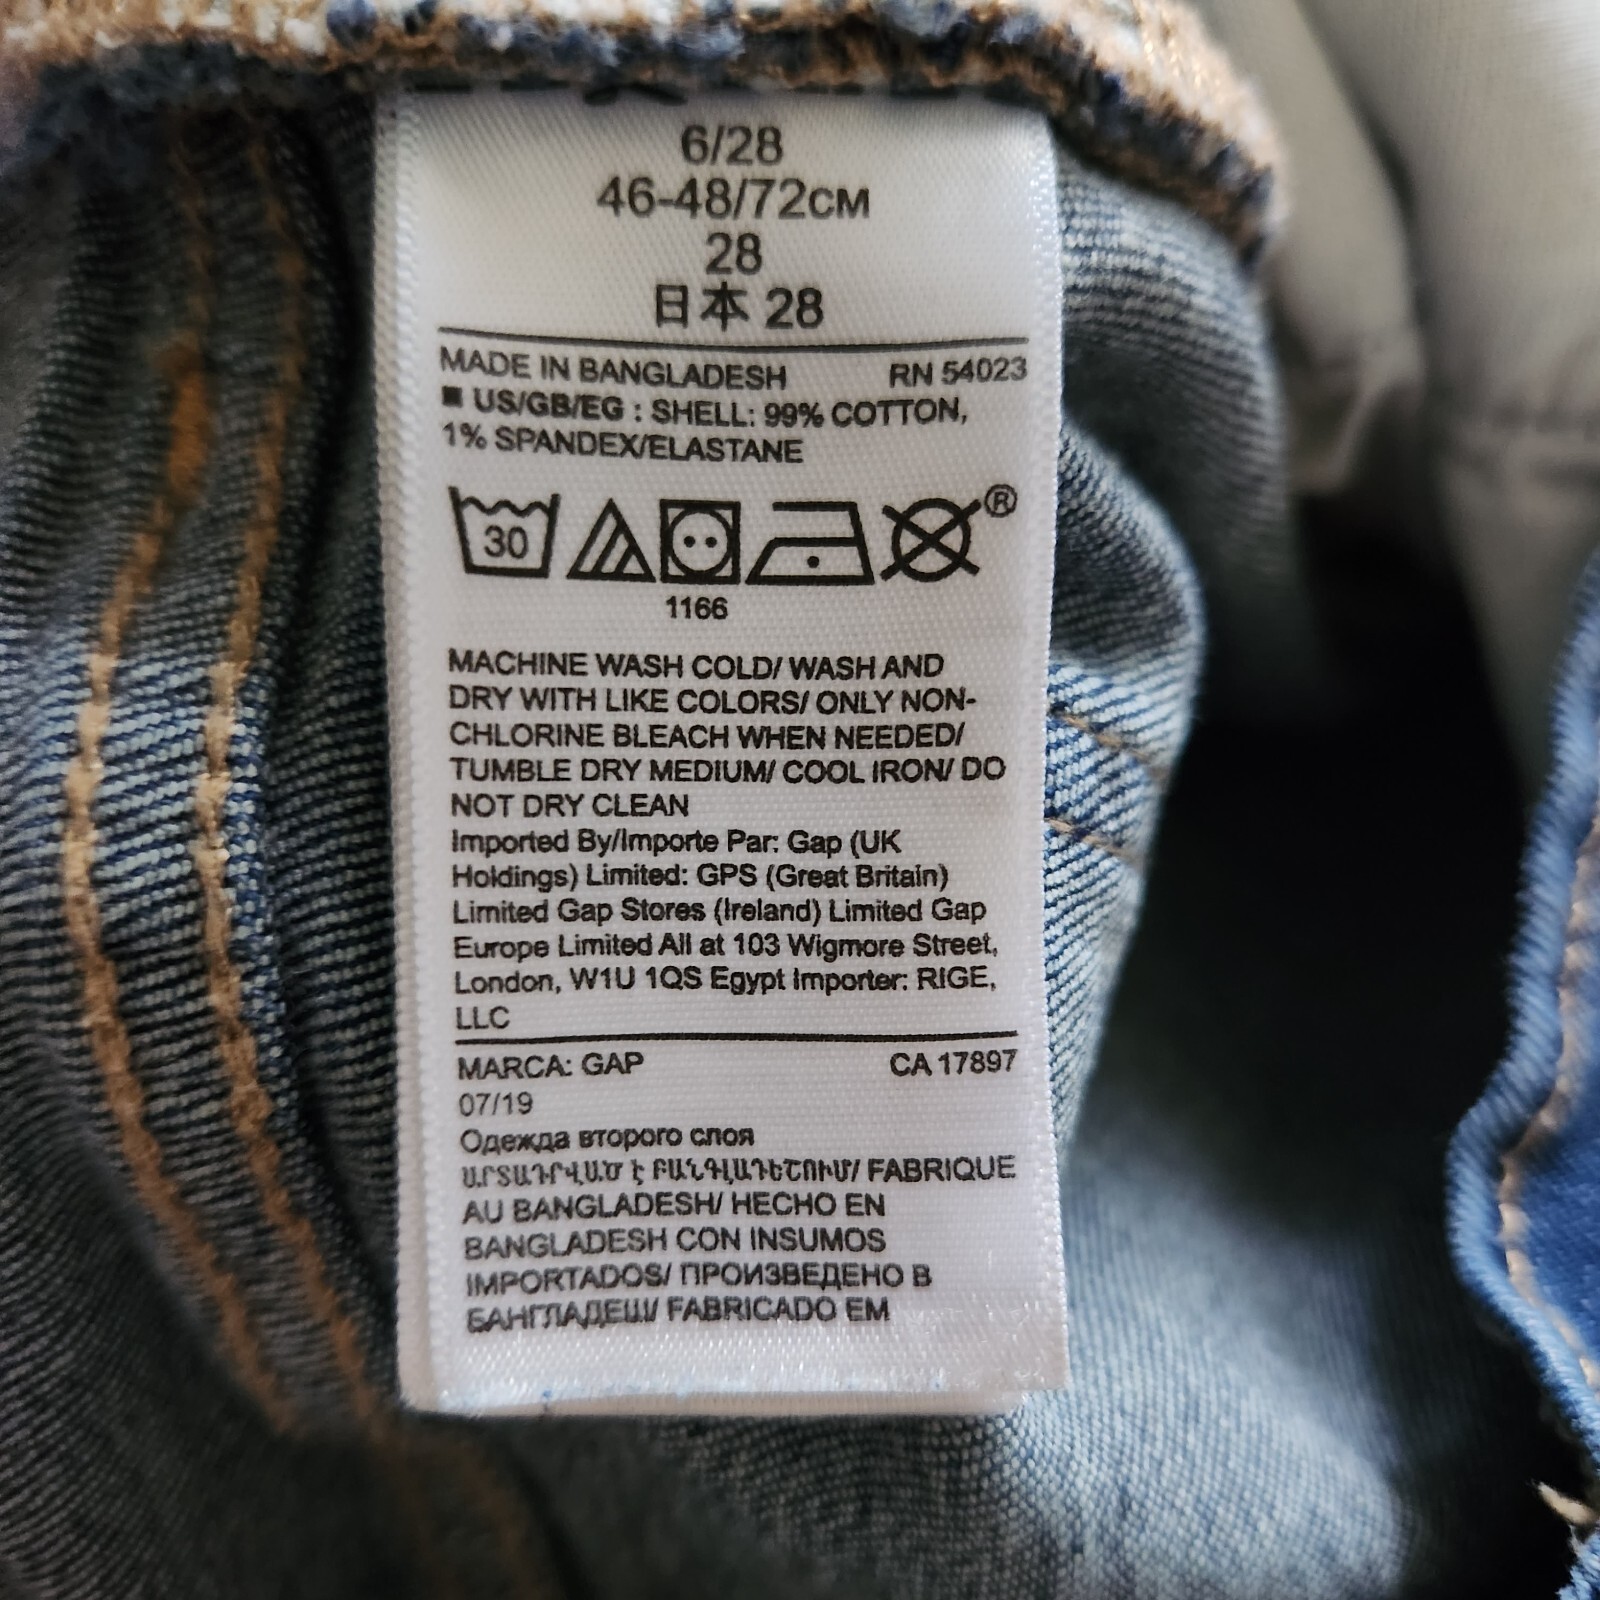 6/28
46-48/72см
28
日本 28
MADE IN BANGLADESH RN 54023
■ US/GB/EG : SHELL: 99% COTTON,
1% SPANDEX/ELASTANE
30
®
1166
MACHINE WASH COLD/ WASH AND
DRY WITH LIKE COLORS/ ONLY NON-
CHLORINE BLEACH WHEN NEEDED/
TUMBLE DRY MEDIUM/ COOL IRON/ DO
NOT DRY CLEAN
Imported By/Importe Par: Gap (UK
Holdings) Limited: GPS (Great Britain)
Limited Gap Stores (Ireland) Limited Gap
Europe Limited All at 103 Wigmore Street,
London, W1U 1QS Egypt Importer: RIGE,
LLC
MARCA: GAP CA 17897
07/19
Одежда второго слоя
ԱՐՏԱԴՐՎԱԾ Է ԲԱՆԳԼԱԴԵՇՈՒՄ/ FABRIQUE
AU BANGLADESH/ HECHO EN
BANGLADESH CON INSUMOS
IMPORTADOS/ ПРОИЗВЕДЕНО В
БАНГЛАДЕШ/ FABRICADO EM